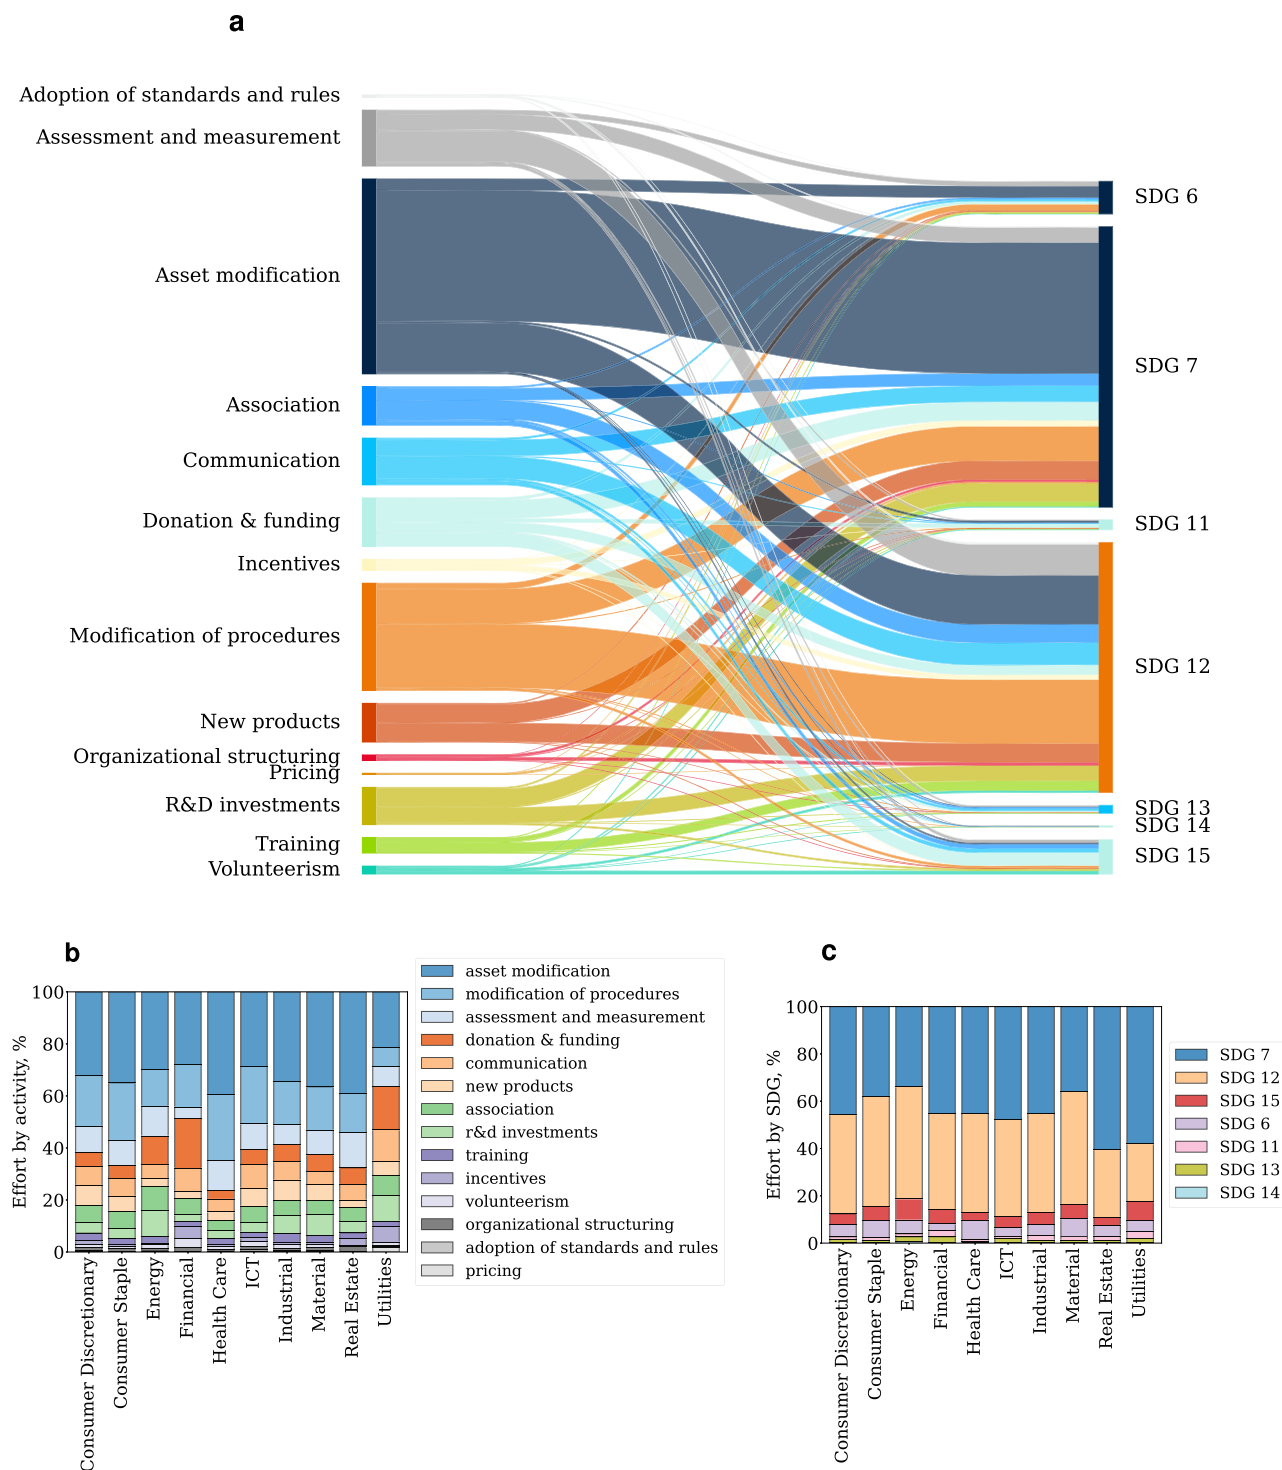 a
Adoption of standards and rules
Assessment and measurement
Asset modification
Association
Communication
Donation & funding
Incentives
Modification of procedures
New products
Organizational structuring
Pricing
R&D investments
Training
Volunteerism
SDG 6
SDG 7
SDG 11
SDG 12
SDG 13
SDG 14
SDG 15
b
Effort by activity, %
100
80
60
40
20
0
Consumer Discretionary
Consumer Staple
Energy
Financial
Health Care
ICT
Industrial
Material
Real Estate
Utilities
asset modification
modification of procedures
assessment and measurement
donation & funding
communication
new products
association
r&d investments
training
incentives
volunteerism
organizational structuring
adoption of standards and rules
pricing
c
Effort by SDG, %
100
80
60
40
20
0
Consumer Discretionary
Consumer Staple
Energy
Financial
Health Care
ICT
Industrial
Material
Real Estate
Utilities
SDG 7
SDG 12
SDG 15
SDG 6
SDG 11
SDG 13
SDG 14